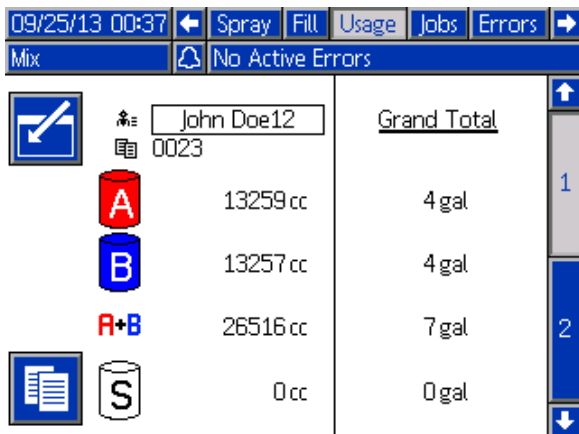 09/25/13 00:37 Spray Fill Usage Jobs Errors
Mix No Active Errors
John Doe12 Grand Total
0023
1
A 13259 cc 4 gal
B 13257 cc 4 gal
A+B 26516 cc 7 gal
2
S 0 cc 0 gal